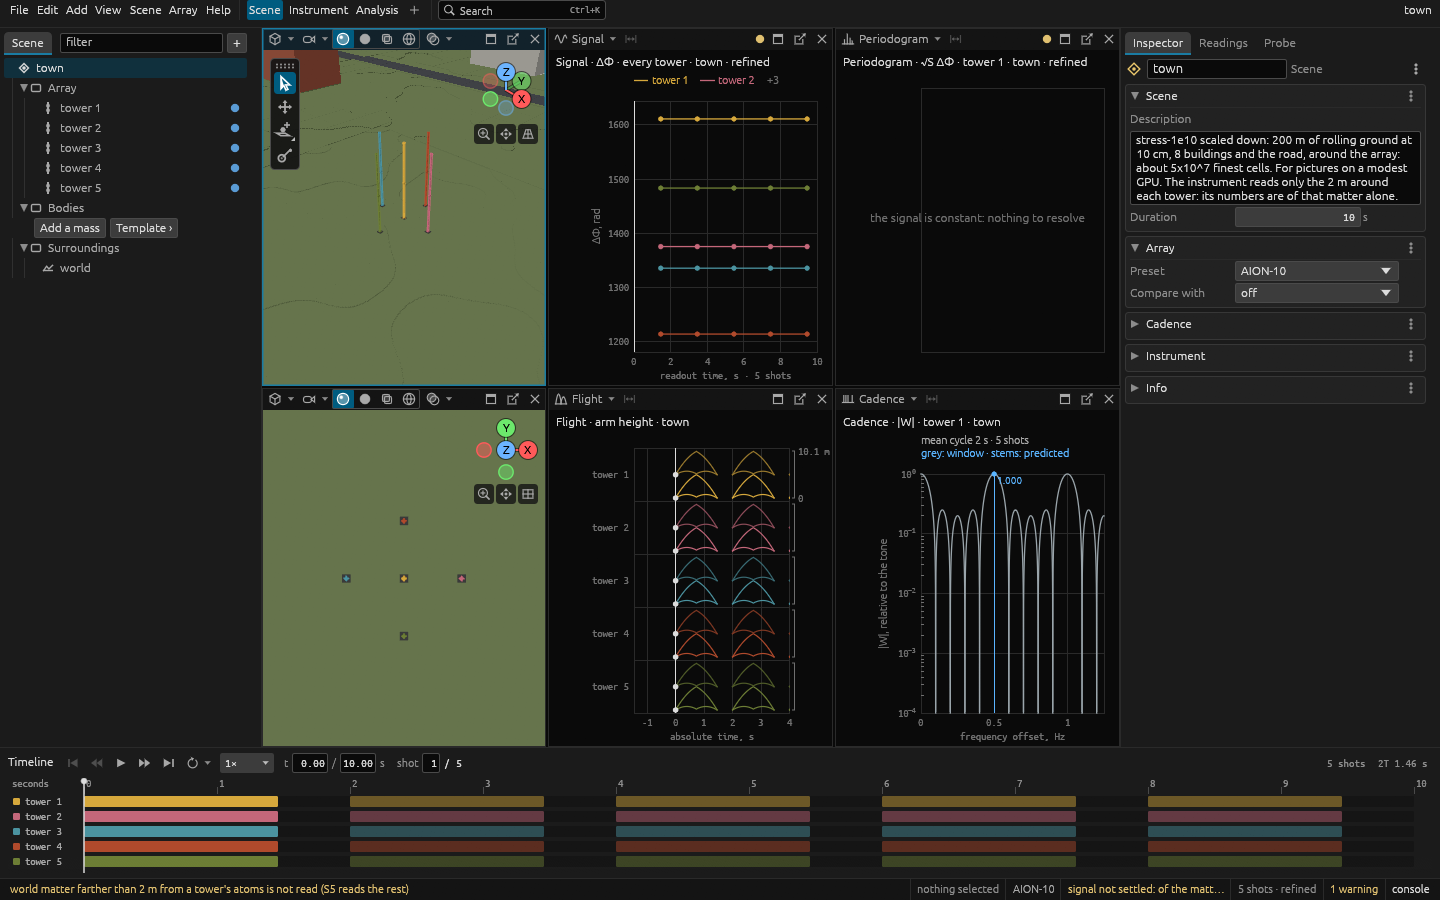 File Edit Add View Scene Array Help Scene Instrument Analysis + Search Ctrl+K town
Scene filter +
town
Array
tower 1
tower 2
tower 3
tower 4
tower 5
Bodies
Add a mass Template ›
Surroundings
world
Z
Y
X
Signal
Signal · ΔΦ · every tower · town · refined
tower 1 tower 2 +3
1600
1500
1400
1300
1200
ΔΦ, rad
0 2 4 6 8 10
readout time, s · 5 shots
Periodogram
Periodogram · √S ΔΦ · tower 1 · town · refined
the signal is constant: nothing to resolve
Y
Z
X
Flight
Flight · arm height · town
10.1 m
0
tower 1
tower 2
tower 3
tower 4
tower 5
-1 0 1 2 3 4
absolute time, s
Cadence
Cadence · |W| · tower 1 · town
mean cycle 2 s · 5 shots
grey: window · stems: predicted
1.000
10⁰
10⁻¹
10⁻²
10⁻³
10⁻⁴
|W|, relative to the tone
0 0.5 1
frequency offset, Hz
Inspector Readings Probe
town Scene
Scene
Description
stress-1e10 scaled down: 200 m of rolling ground at
10 cm, 8 buildings and the road, around the array:
about 5x10^7 finest cells. For pictures on a modest
GPU. The instrument reads only the 2 m around
each tower: its numbers are of that matter alone.
Duration 10 s
Array
Preset AION-10
Compare with off
Cadence
Instrument
Info
Timeline 1× t 0.00 / 10.00 s shot 1 / 5 5 shots 2T 1.46 s
seconds 0 1 2 3 4 5 6 7 8 9 10
tower 1
tower 2
tower 3
tower 4
tower 5
world matter farther than 2 m from a tower's atoms is not read (S5 reads the rest) nothing selected AION-10 signal not settled: of the matt… 5 shots · refined 1 warning console